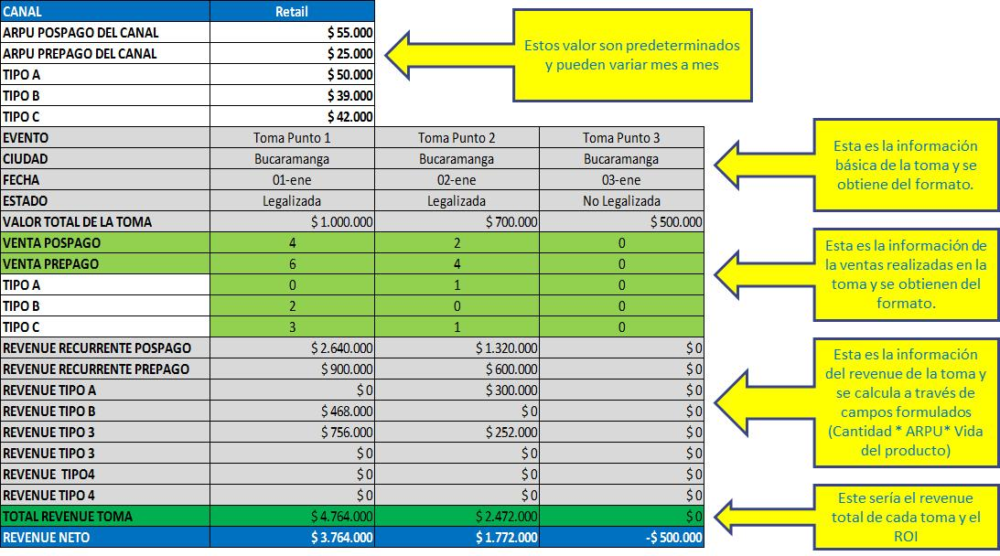 CANAL Retail
ARPU POSPAGO DEL CANAL $ 55.000
ARPU PREPAGO DEL CANAL $ 25.000
TIPO A $ 50.000
TIPO B $ 39.000
TIPO C $ 42.000
Estos valor son predeterminados
y pueden variar mes a mes
EVENTO Toma Punto 1 Toma Punto 2 Toma Punto 3
CIUDAD Bucaramanga Bucaramanga Bucaramanga
FECHA 01-ene 02-ene 03-ene
ESTADO Legalizada Legalizada No Legalizada
VALOR TOTAL DE LA TOMA $ 1.000.000 $ 700.000 $ 500.000
Esta es la información
básica de la toma y se
obtiene del formato.
VENTA POSPAGO 4 2 0
VENTA PREPAGO 6 4 0
TIPO A 0 1 0
TIPO B 2 0 0
TIPO C 3 1 0
Esta es la información de
la ventas realizadas en la
toma y se obtienen del
formato.
REVENUE RECURRENTE POSPAGO $ 2.640.000 $ 1.320.000 $ 0
REVENUE RECURRENTE PREPAGO $ 900.000 $ 600.000 $ 0
REVENUE TIPO A $ 0 $ 300.000 $ 0
REVENUE TIPO B $ 468.000 $ 0 $ 0
REVENUE TIPO 3 $ 756.000 $ 252.000 $ 0
REVENUE TIPO 3 $ 0 $ 0 $ 0
REVENUE TIPO4 $ 0 $ 0 $ 0
REVENUE TIPO 4 $ 0 $ 0 $ 0
Esta es la información
del revenue de la toma y
se calcula a través de
campos formulados
(Cantidad * ARPU* Vida
del producto)
TOTAL REVENUE TOMA $ 4.764.000 $ 2.472.000 $ 0
REVENUE NETO $ 3.764.000 $ 1.772.000 -$ 500.000
Este sería el revenue
total de cada toma y el
ROI